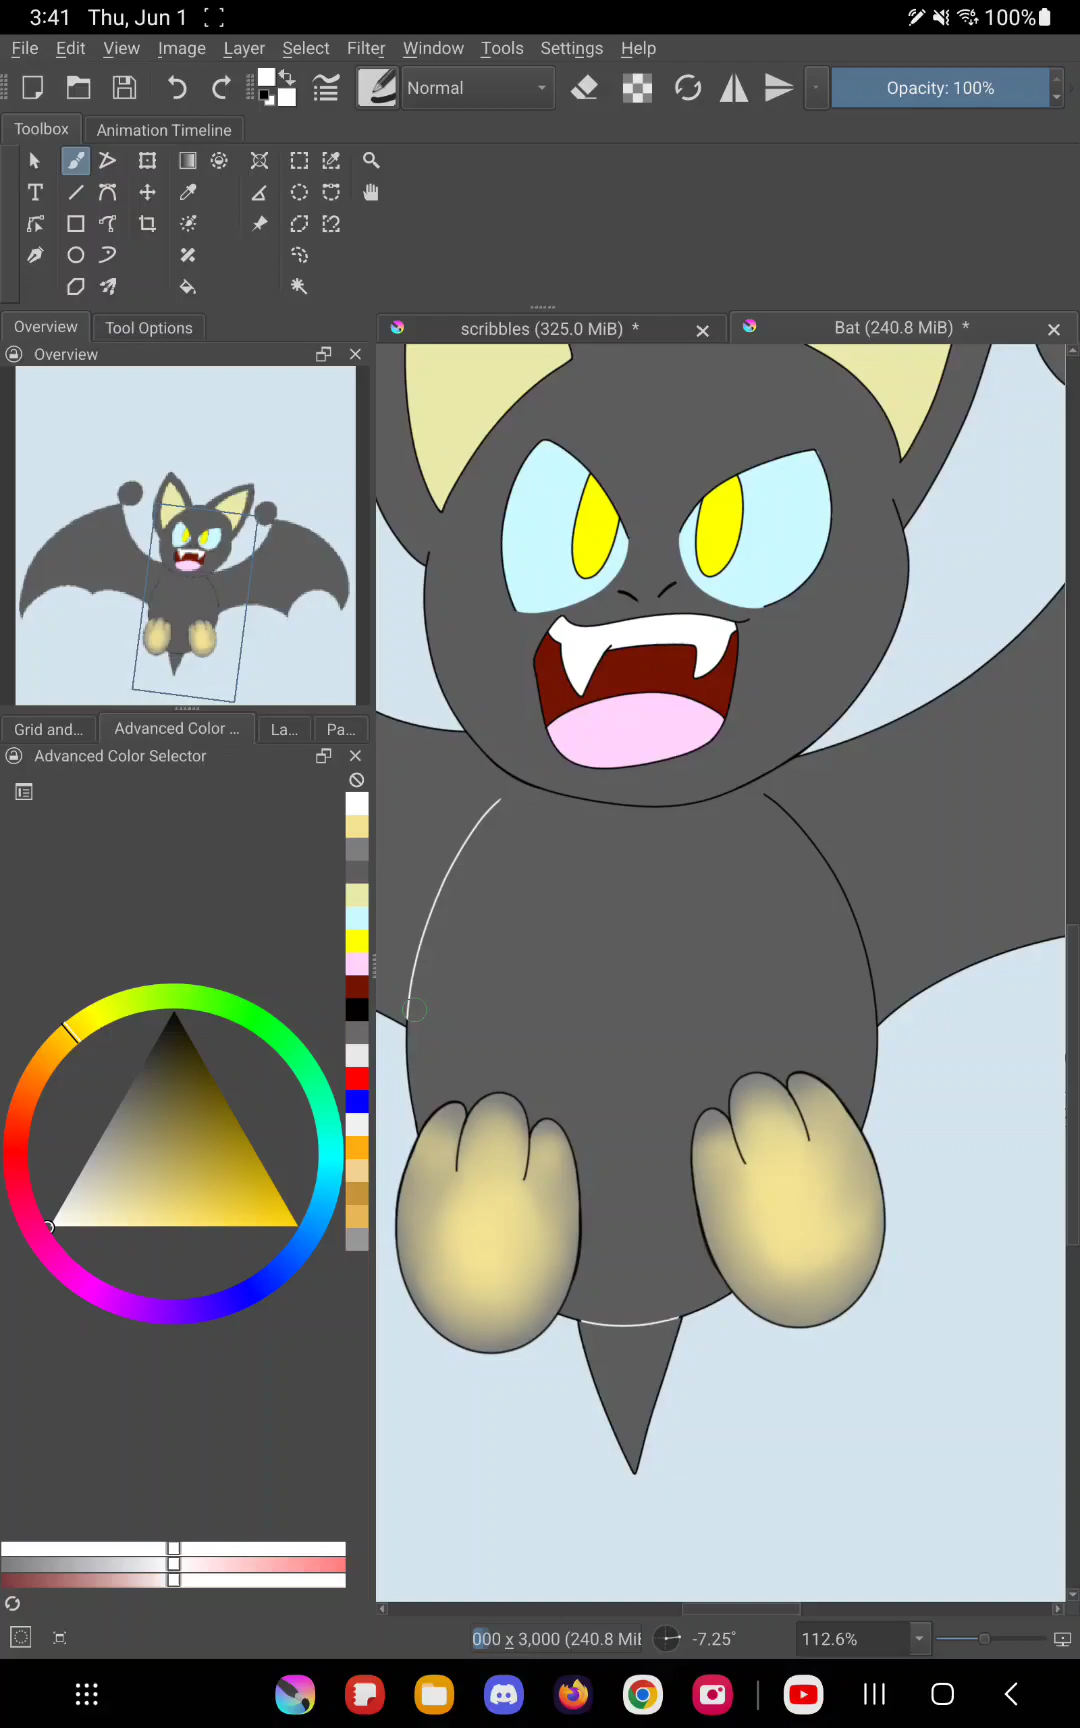 3:41 Thu, Jun 1 100%
File Edit View Image Layer Select Filter Window Tools Settings Help
Normal Opacity: 100%
Toolbox Animation Timeline
Overview Tool Options
scribbles (325.0 MiB) * Bat (240.8 MiB) *
Overview
Grid and... Advanced Color ... La... Pa...
Advanced Color Selector
000 x 3,000 (240.8 MiB -7.25° 112.6%